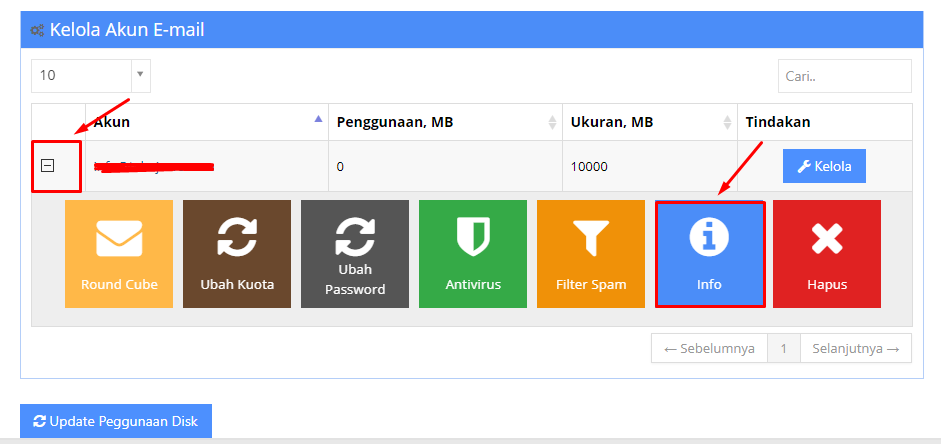 Kelola Akun E-mail
10
Cari..
Akun
Penggunaan, MB
Ukuran, MB
Tindakan
0
10000
Kelola
Round Cube
Ubah Kuota
Ubah
Password
Antivirus
Filter Spam
Info
Hapus
← Sebelumnya
1
Selanjutnya →
Update Peggunaan Disk